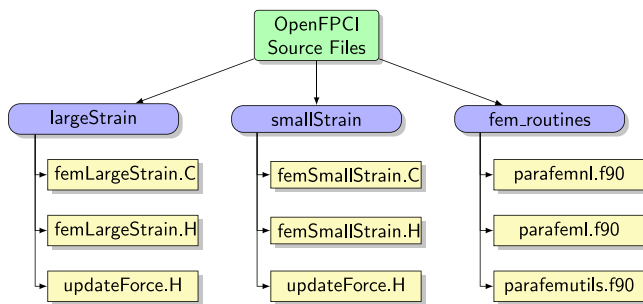 OpenFPCI
Source Files
largeStrain
smallStrain
fem_routines
femLargeStrain.C
femSmallStrain.C
parafemnl.f90
femLargeStrain.H
femSmallStrain.H
parafeml.f90
updateForce.H
updateForce.H
parafemutils.f90